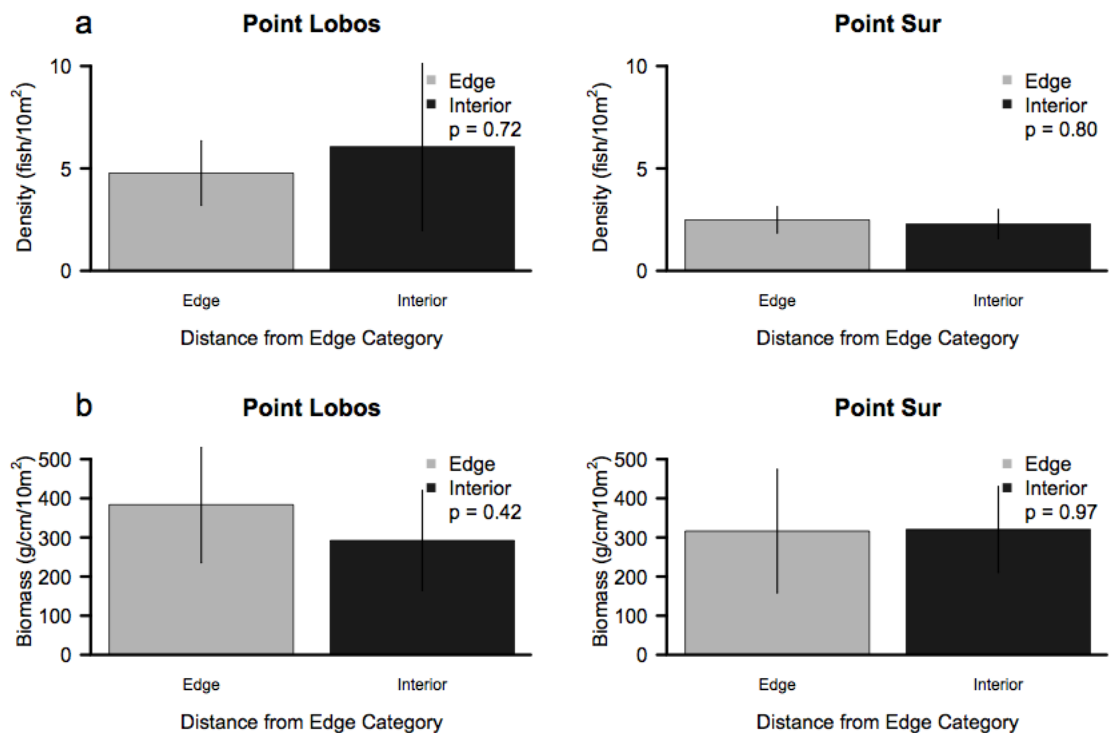 a
Point Lobos
Density (fish/10m²)
10
5
0
Edge
Interior
p = 0.72
Edge
Interior
Distance from Edge Category
Point Sur
Density (fish/10m²)
10
5
0
Edge
Interior
p = 0.80
Edge
Interior
Distance from Edge Category
b
Point Lobos
Biomass (g/cm/10m²)
500
400
300
200
100
0
Edge
Interior
p = 0.42
Edge
Interior
Distance from Edge Category
Point Sur
Biomass (g/cm/10m²)
500
400
300
200
100
0
Edge
Interior
p = 0.97
Edge
Interior
Distance from Edge Category